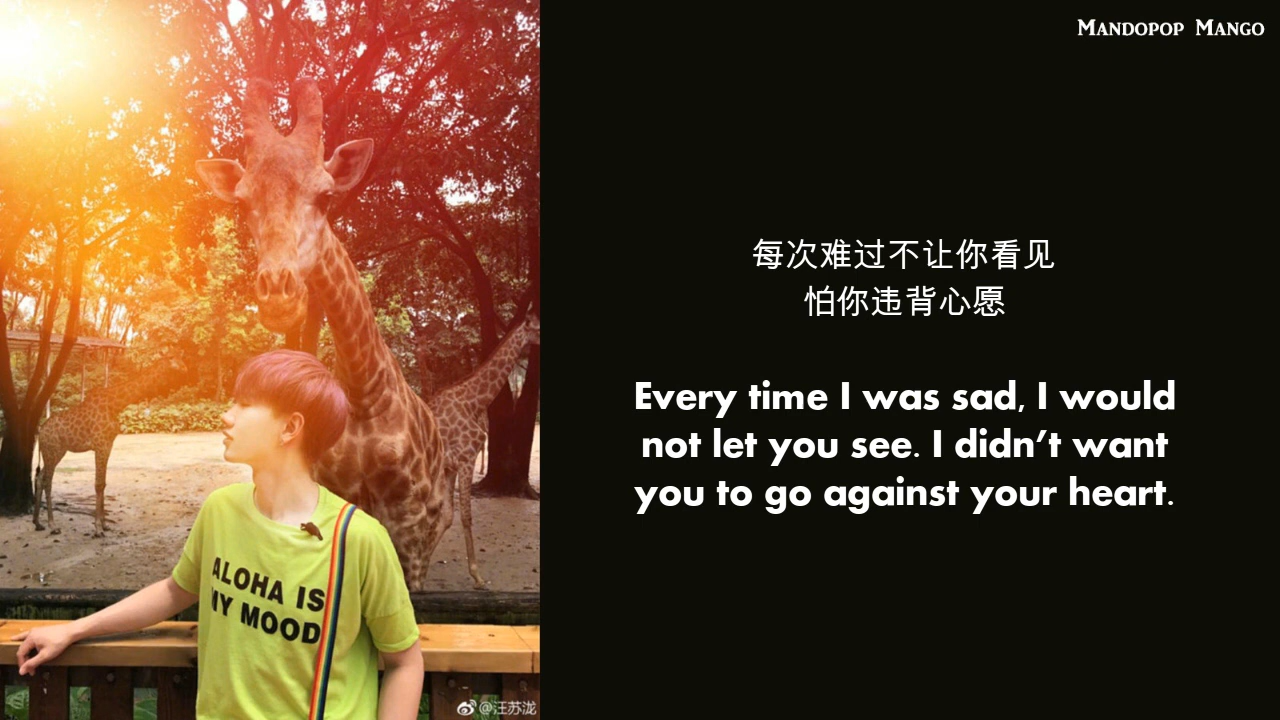 Mandopop Mango
每次难过不让你看见
怕你违背心愿
Every time I was sad, I would
not let you see. I didn't want
you to go against your heart.
ALOHA IS
MY MOOD
@汪苏泷